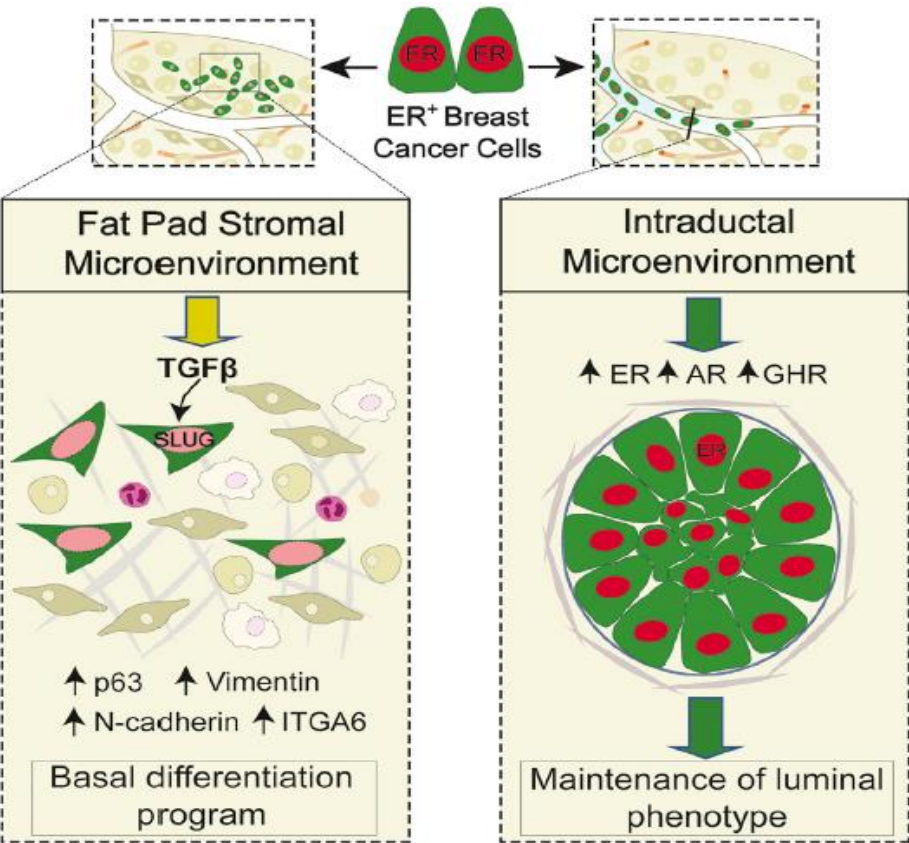 ER ER
ER⁺ Breast
Cancer Cells
Fat Pad Stromal
Microenvironment
TGFβ
SLUG
↑ p63 ↑ Vimentin
↑ N-cadherin ↑ ITGA6
Basal differentiation
program
Intraductal
Microenvironment
↑ ER ↑ AR ↑ GHR
ER
Maintenance of luminal
phenotype